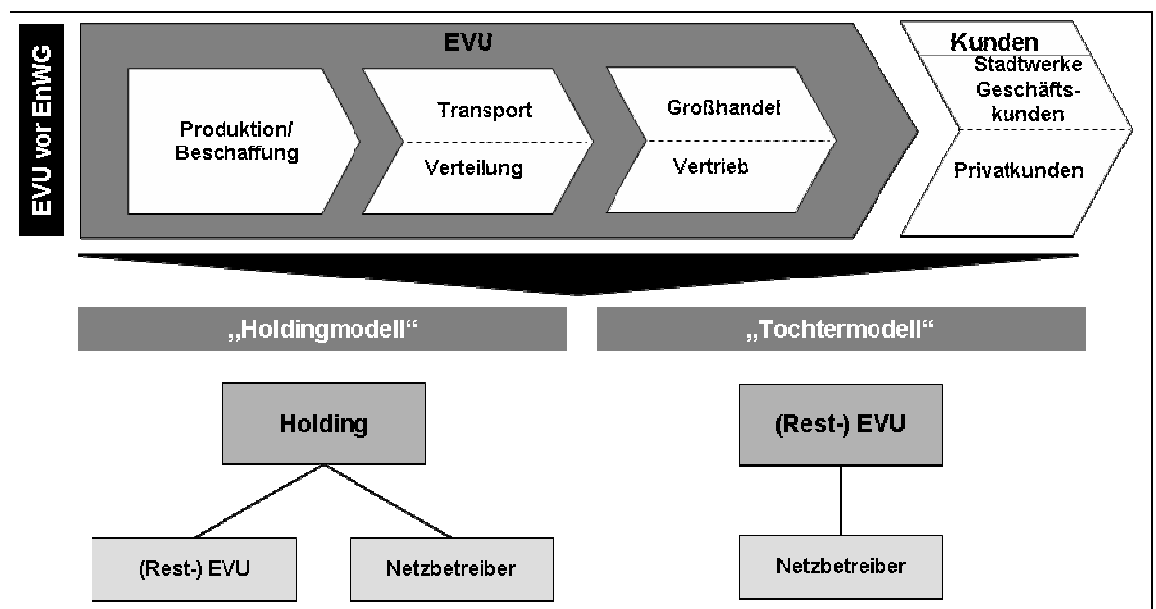 EVU vor EnWG
EVU
Produktion/
Beschaffung
Transport
Verteilung
Großhandel
Vertrieb
Kunden
Stadtwerke
Geschäfts-
kunden
Privatkunden
„Holdingmodell“
„Tochtermodell“
Holding
(Rest-) EVU
(Rest-) EVU
Netzbetreiber
Netzbetreiber